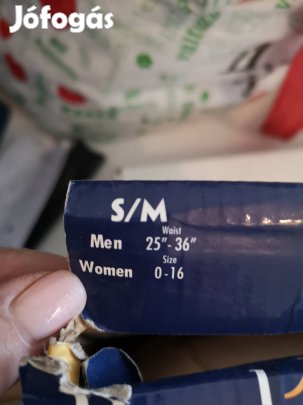 Jófogás
S/M
Waist
Men 25"-36"
Size
Women 0-16